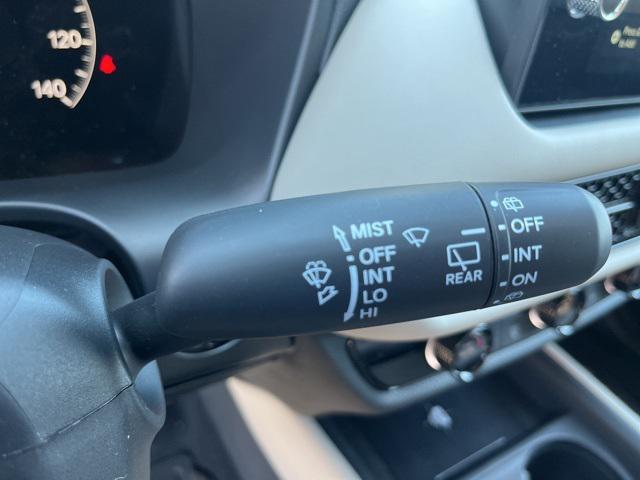 120
140
MIST
OFF
INT
LO
HI
REAR
OFF
INT
ON